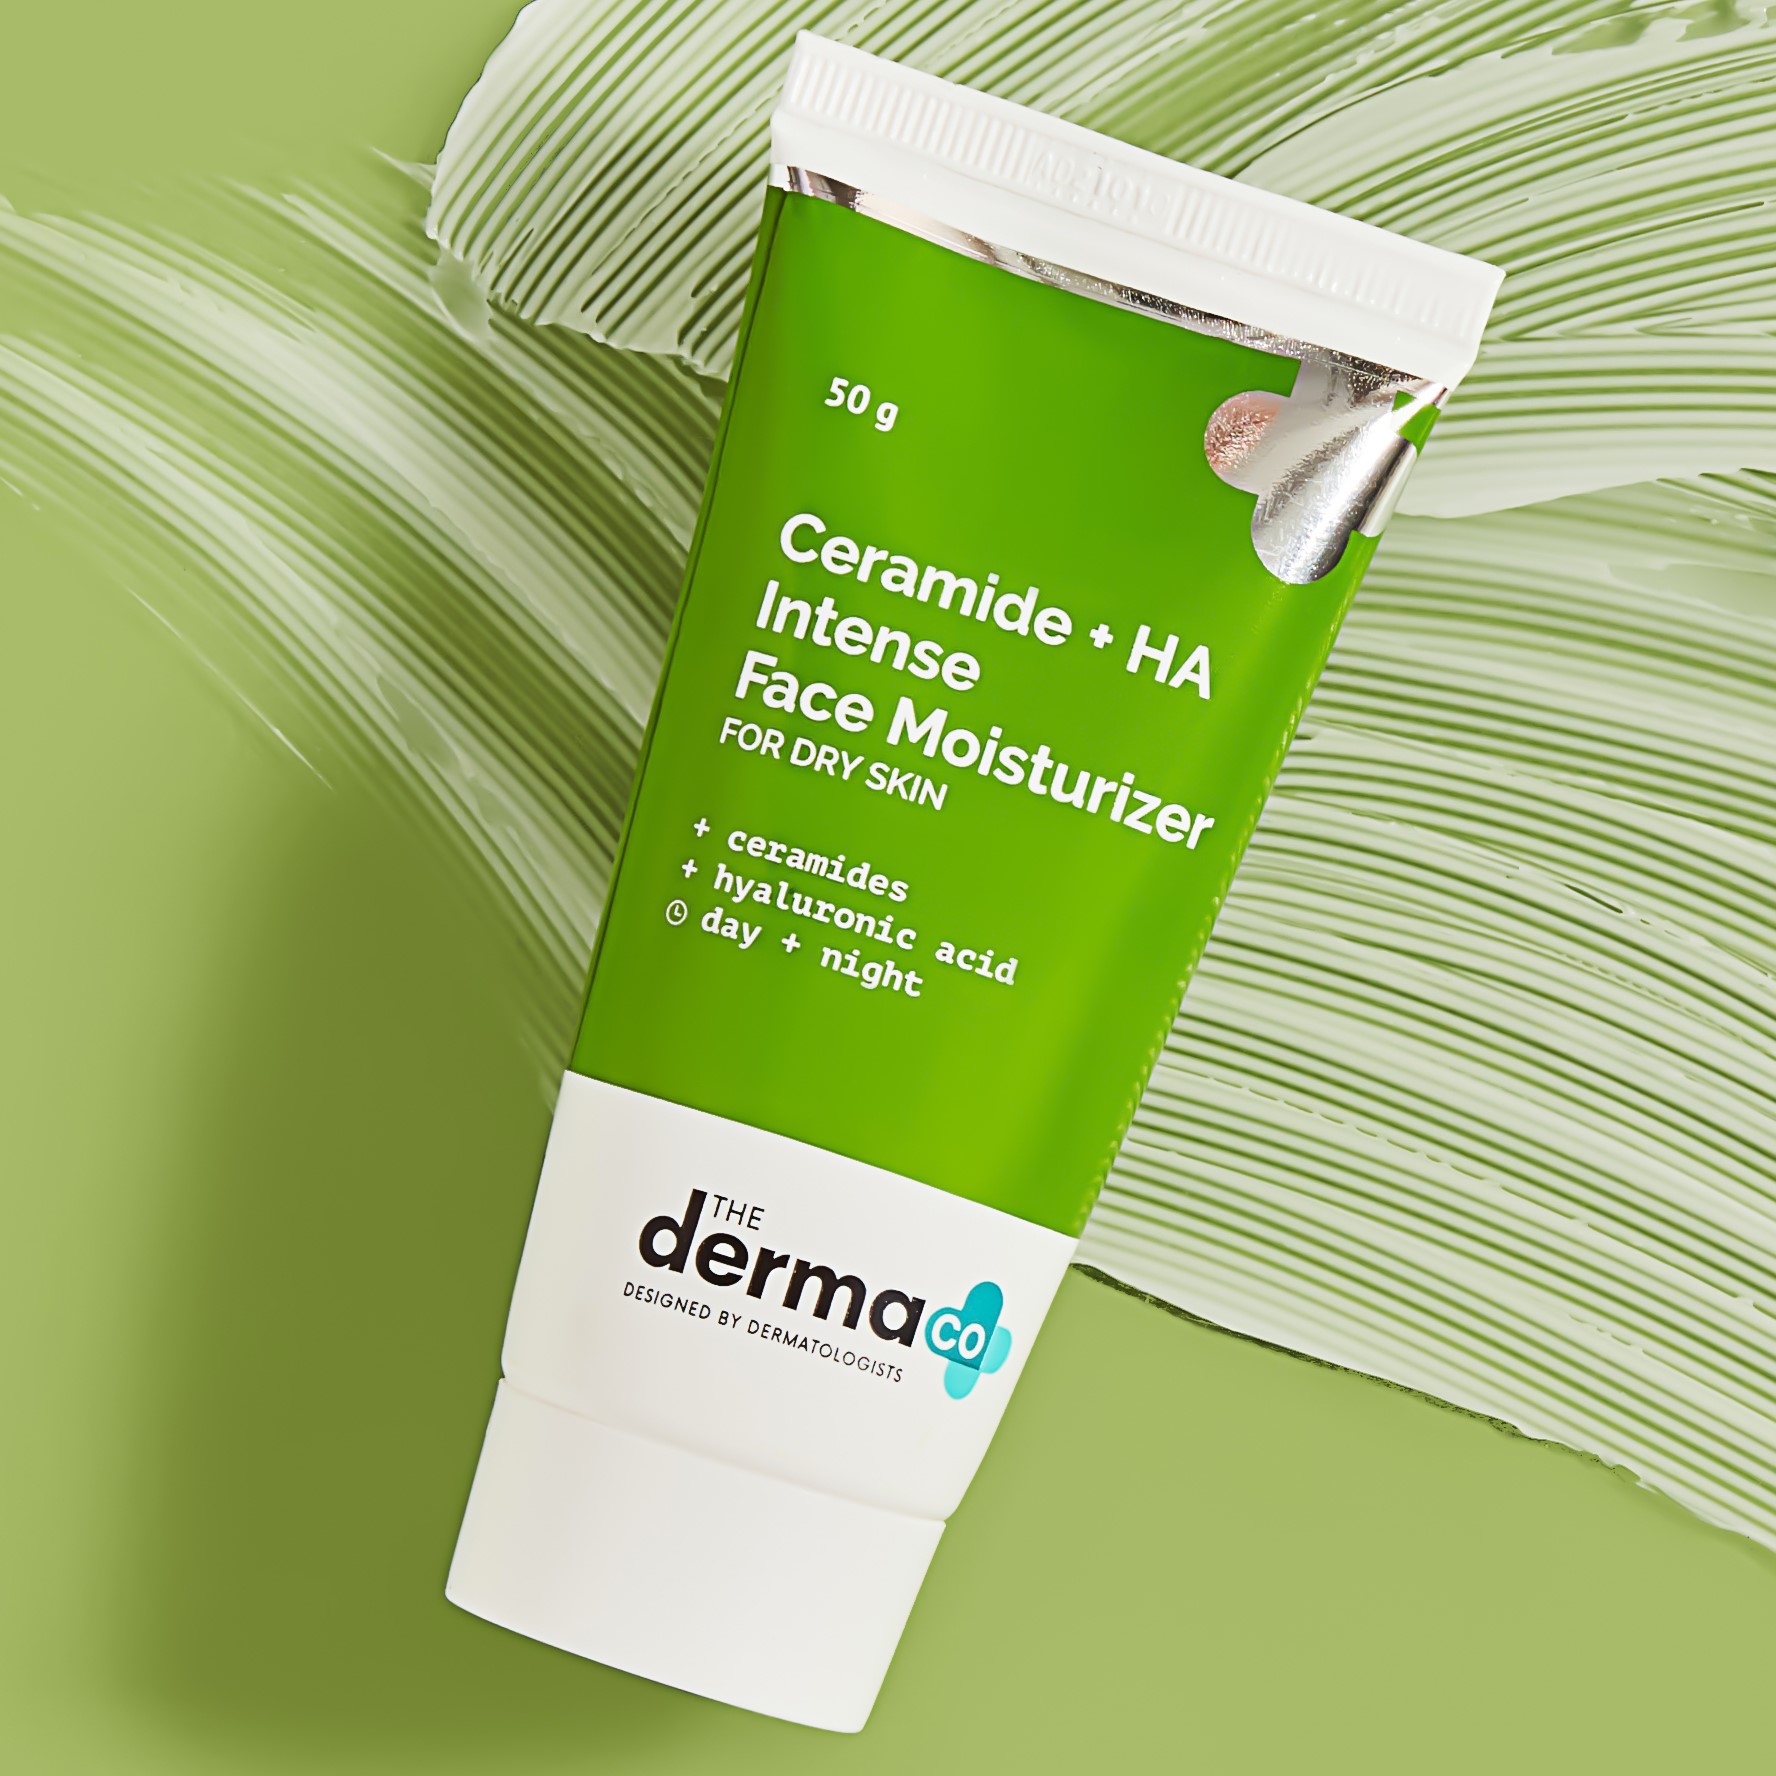 50 g
Ceramide + HA
Intense
Face Moisturizer
FOR DRY SKIN
+ ceramides
+ hyaluronic acid
day + night
THE
derma co
DESIGNED BY DERMATOLOGISTS